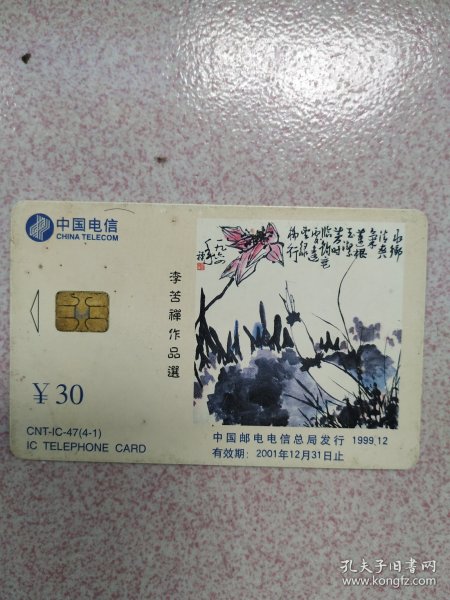 中国电信
CHINA TELECOM
李苦禅作品選
¥30
CNT-IC-47(4-1)
IC TELEPHONE CARD
中国邮电电信总局发行 1999.12
有效期：2001年12月31日止
孔夫子旧书网
www.kongfz.com